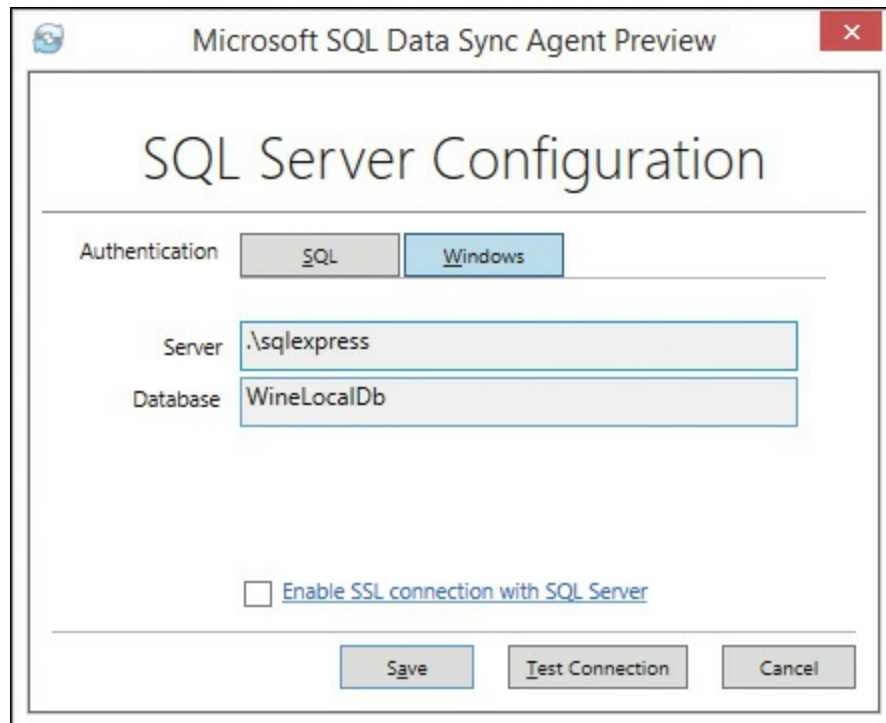 Microsoft SQL Data Sync Agent Preview
SQL Server Configuration
Authentication SQL Windows
Server .\sqlexpress
Database WineLocalDb
Enable SSL connection with SQL Server
Save Test Connection Cancel